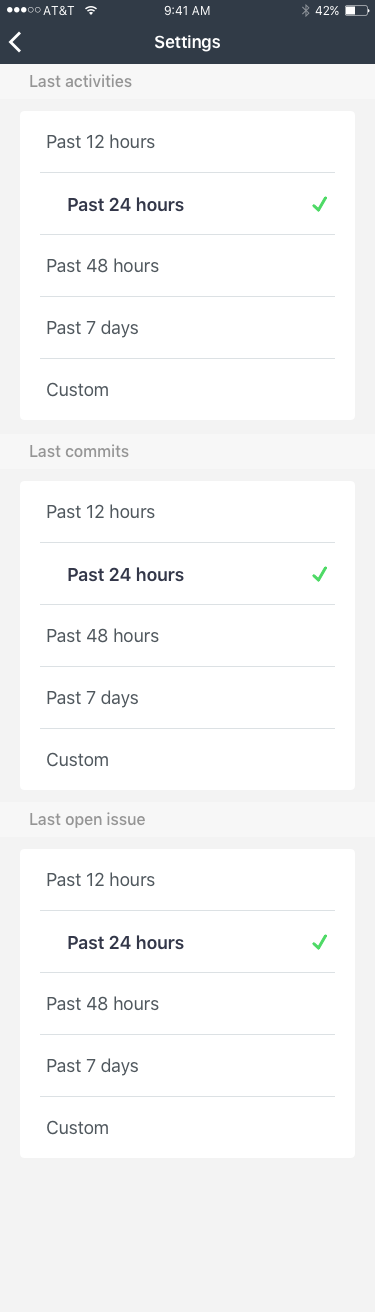 AT&T 9:41 AM 42%
Settings
Last activities
Past 12 hours
Past 24 hours
Past 48 hours
Past 7 days
Custom
Last commits
Past 12 hours
Past 24 hours
Past 48 hours
Past 7 days
Custom
Last open issue
Past 12 hours
Past 24 hours
Past 48 hours
Past 7 days
Custom